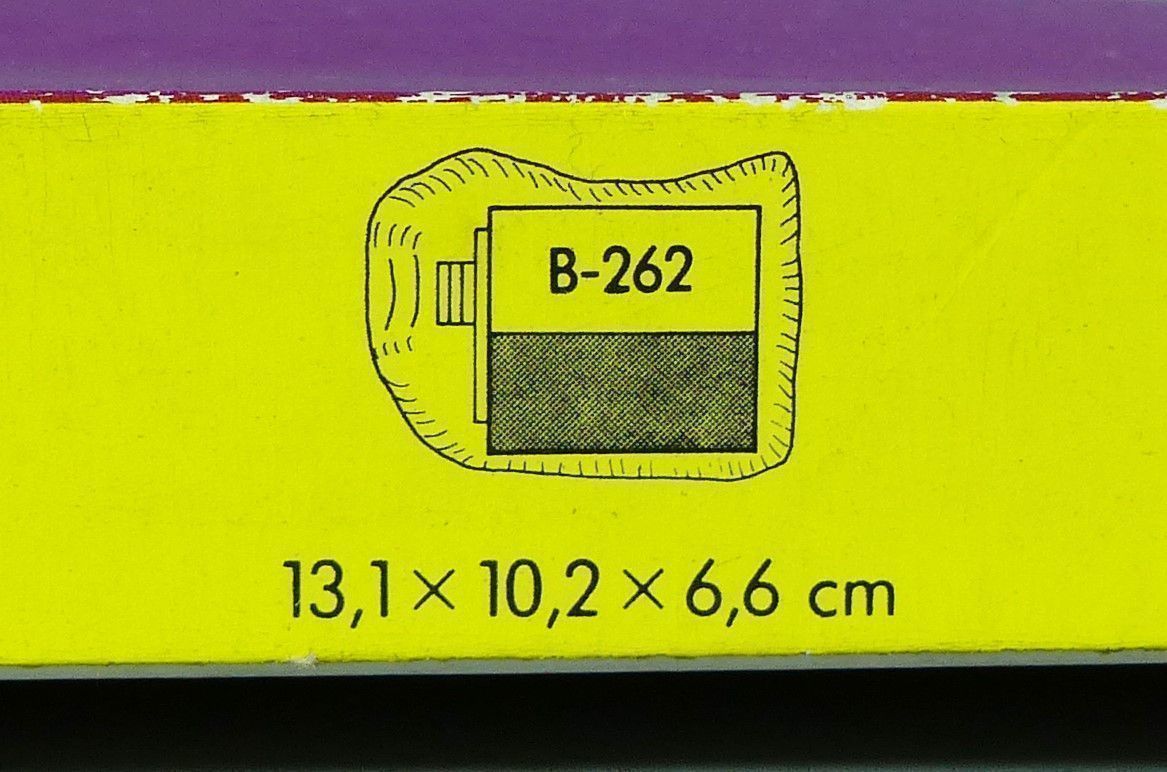 B-262
13,1 × 10,2 × 6,6 cm